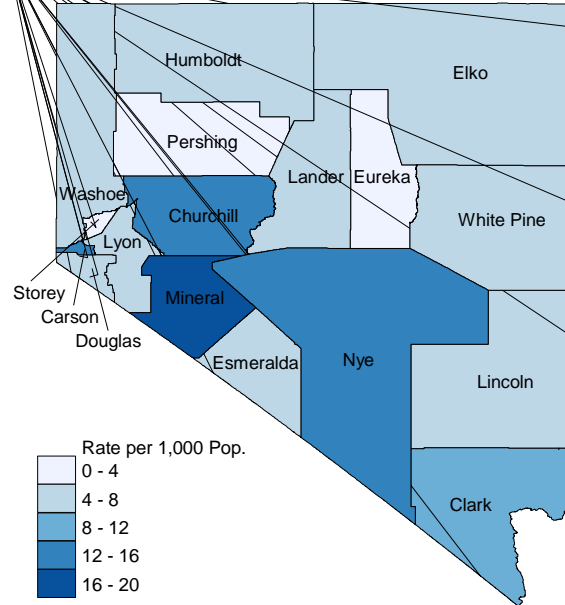 Humboldt
Elko
Pershing
Lander
Eureka
Washoe
Churchill
White Pine
Lyon
Storey
Mineral
Carson
Douglas
Esmeralda
Nye
Lincoln
Rate per 1,000 Pop.
0 - 4
4 - 8
8 - 12
12 - 16
16 - 20
Clark